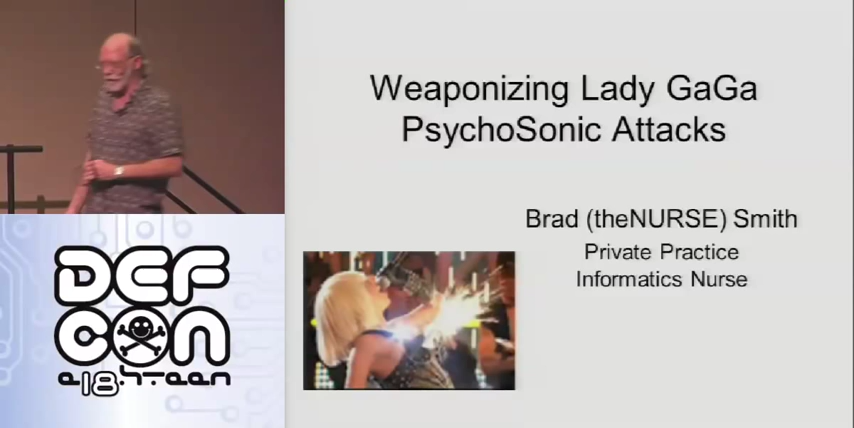 Weaponizing Lady GaGa
PsychoSonic Attacks
Brad (theNURSE) Smith
Private Practice
Informatics Nurse
DEF
CON
e18hteen